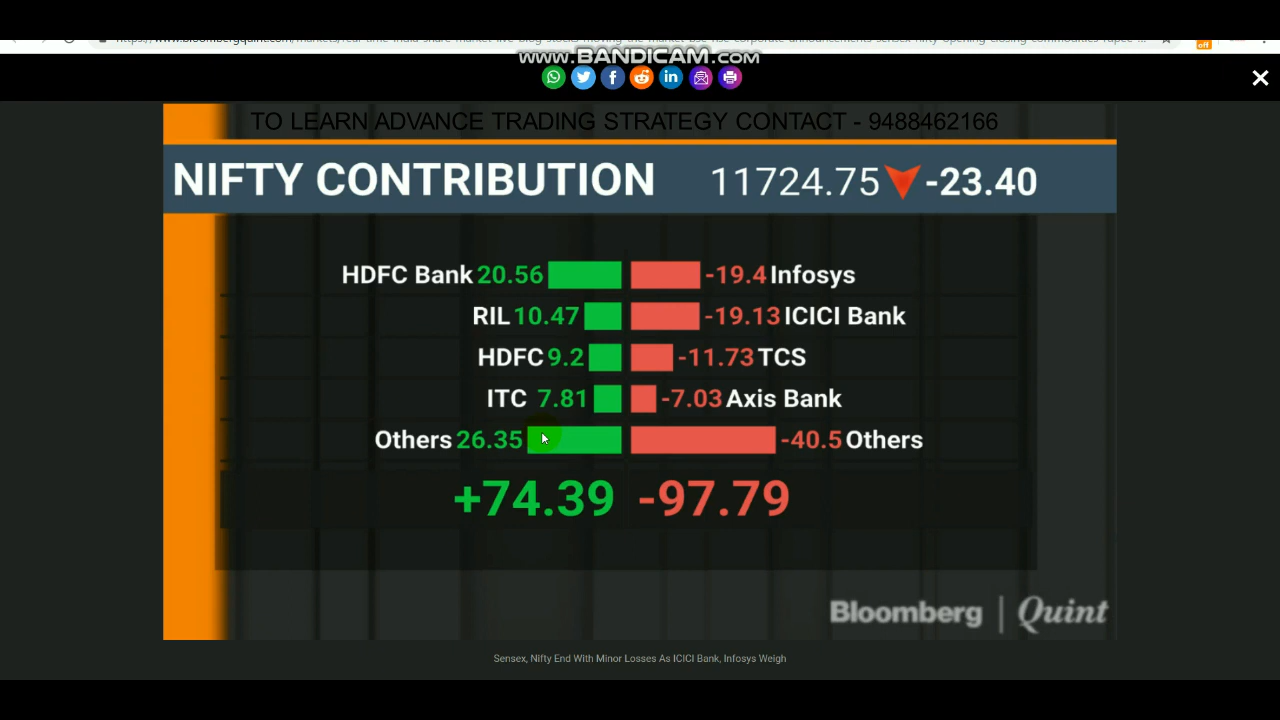 www.BANDICAM.com
TO LEARN ADVANCE TRADING STRATEGY CONTACT - 9488462166
NIFTY CONTRIBUTION 11724.75 -23.40
HDFC Bank 20.56 -19.4 Infosys
RIL 10.47 -19.13 ICICI Bank
HDFC 9.2 -11.73 TCS
ITC 7.81 -7.03 Axis Bank
Others 26.35 -40.5 Others
+74.39 -97.79
Bloomberg | Quint
Sensex, Nifty End With Minor Losses As ICICI Bank, Infosys Weigh